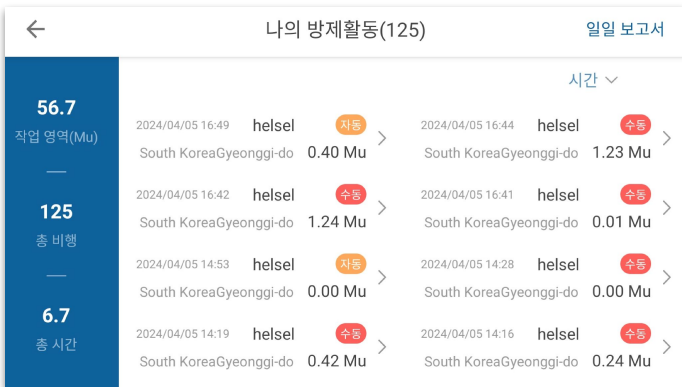 나의 방제활동(125)
일일 보고서
56.7
작업 영역(Mu)
125
총 비행
6.7
총 시간
시간
2024/04/05 16:49 helsel 자동
South KoreaGyeonggi-do 0.40 Mu
2024/04/05 16:44 helsel 수동
South KoreaGyeonggi-do 1.23 Mu
2024/04/05 16:42 helsel 수동
South KoreaGyeonggi-do 1.24 Mu
2024/04/05 16:41 helsel 수동
South KoreaGyeonggi-do 0.01 Mu
2024/04/05 14:53 helsel 자동
South KoreaGyeonggi-do 0.00 Mu
2024/04/05 14:28 helsel 수동
South KoreaGyeonggi-do 0.00 Mu
2024/04/05 14:19 helsel 수동
South KoreaGyeonggi-do 0.42 Mu
2024/04/05 14:16 helsel 수동
South KoreaGyeonggi-do 0.24 Mu